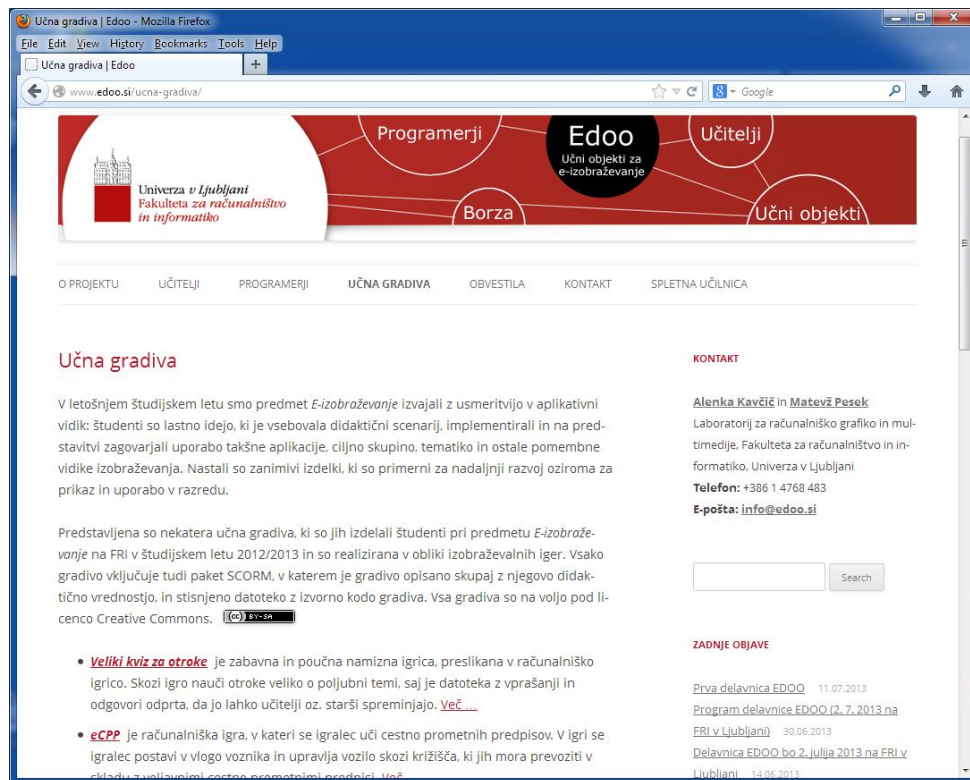 Učna gradiva | Edoo - Mozilla Firefox
File Edit View History Bookmarks Tools Help
Učna gradiva | Edoo
www.edoo.si/ucna-gradiva/
Google
Programerji
Edoo
Učni objekti za
e-izobraževanje
Učitelji
Univerza v Ljubljani
Fakulteta za računalništvo
in informatiko
Borza
Učni objekti
O PROJEKTU UČITELJI PROGRAMERJI UČNA GRADIVA OBVESTILA KONTAKT SPLETNA UČILNICA
Učna gradiva
V letošnjem študijskem letu smo predmet E-izobraževanje izvajali z usmeritvijo v aplikativni
vidik: študenti so lastno idejo, ki je vsebovala didaktični scenarij, implementirali in na pred-
stavitvi zagovarjali uporabo takšne aplikacije, ciljno skupino, tematiko in ostale pomembne
vidike izobraževanja. Nastali so zanimivi izdelki, ki so primerni za nadaljnji razvoj oziroma za
prikaz in uporabo v razredu.
Predstavljena so nekatera učna gradiva, ki so jih izdelali študenti pri predmetu E-izobraže-
vanje na FRI v študijskem letu 2012/2013 in so realizirana v obliki izobraževalnih iger. Vsako
gradivo vključuje tudi paket SCORM, v katerem je gradivo opisano skupaj z njegovo didak-
tično vrednostjo, in stisnjeno datoteko z izvorno kodo gradiva. Vsa gradiva so na voljo pod li-
cenco Creative Commons. (cc) BY-SA
• Veliki kviz za otroke je zabavna in poučna namizna igrica, preslikana v računalniško
igrico. Skozi igro nauči otroke veliko o poljubni temi, saj je datoteka z vprašanji in
odgovori odprta, da jo lahko učitelji oz. starši spreminjajo. Več …
• eCPP je računalniška igra, v kateri se igralec uči cestno prometnih predpisov. V igri se
igralec postavi v vlogo voznika in upravlja vozilo skozi križišča, ki jih mora prevoziti v
skladu z veljavnimi cestno prometnimi predpisi. Več
KONTAKT
Alenka Kavčič in Matevž Pesek
Laboratorij za računalniško grafiko in mul-
timedije, Fakulteta za računalništvo in in-
formatiko, Univerza v Ljubljani
Telefon: +386 1 4768 483
E-pošta: info@edoo.si
Search
ZADNJE OBJAVE
Prva delavnica EDOO 11.07.2013
Program delavnice EDOO (2. 7. 2013 na
FRI v Ljubljani) 30.06.2013
Delavnica EDOO bo 2. julija 2013 na FRI v
Ljubljani 14.06.2013